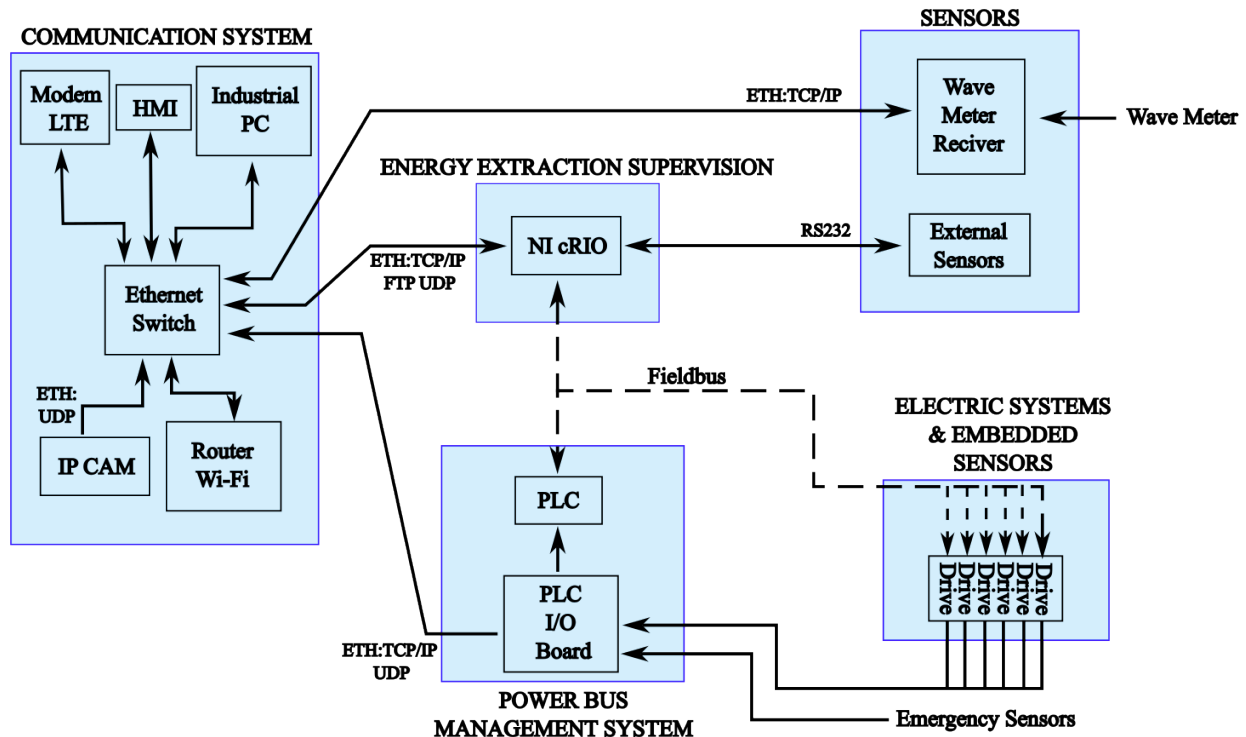 COMMUNICATION SYSTEM
Modem
LTE
HMI
Industrial
PC
Ethernet
Switch
ETH:
UDP
IP CAM
Router
Wi-Fi
SENSORS
ETH:TCP/IP
Wave
Meter
Reciver
Wave Meter
RS232
External
Sensors
ENERGY EXTRACTION SUPERVISION
NI cRIO
ETH:TCP/IP
FTP UDP
Fieldbus
ELECTRIC SYSTEMS
& EMBEDDED
SENSORS
Drive
Drive
Drive
Drive
Drive
Drive
PLC
PLC
I/O
Board
ETH:TCP/IP
UDP
POWER BUS
MANAGEMENT SYSTEM
Emergency Sensors